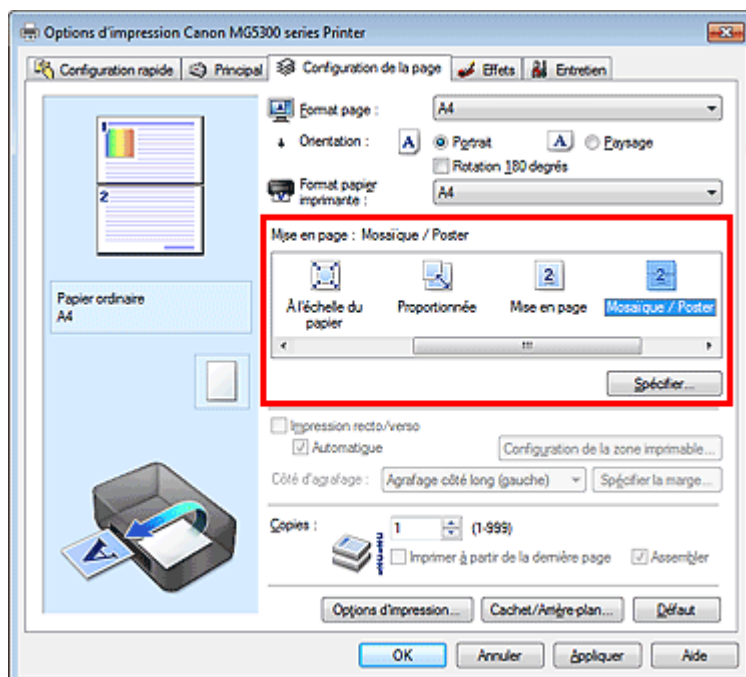 Options d'impression Canon MG5300 series Printer
Configuration rapide Principal Configuration de la page Effets Entretien
Format page : A4
Orientation : A Portrait A Paysage
Rotation 180 degrés
Format papier imprimante : A4
1
2
Mise en page : Mosaïque / Poster
2 2
À l'échelle du papier Proportionnée Mise en page Mosaïque / Poster
Papier ordinaire
A4
Spécifier...
Impression recto/verso
Automatique Configuration de la zone imprimable...
Côté d'agrafage : Agrafage côté long (gauche) Spécifier la marge...
Copies : 1 (1-999)
Imprimer à partir de la dernière page Assembler
A
Options d'impression... Cachet/Arrière-plan... Défaut
OK Annuler Appliquer Aide